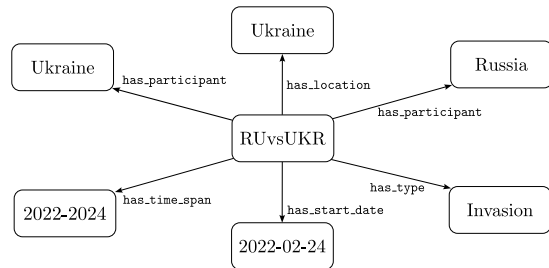 Ukraine
Ukraine
Russia
has_participant
has_location
has_participant
RUvsUKR
has_type
has_time_span
has_start_date
2022-2024
Invasion
2022-02-24